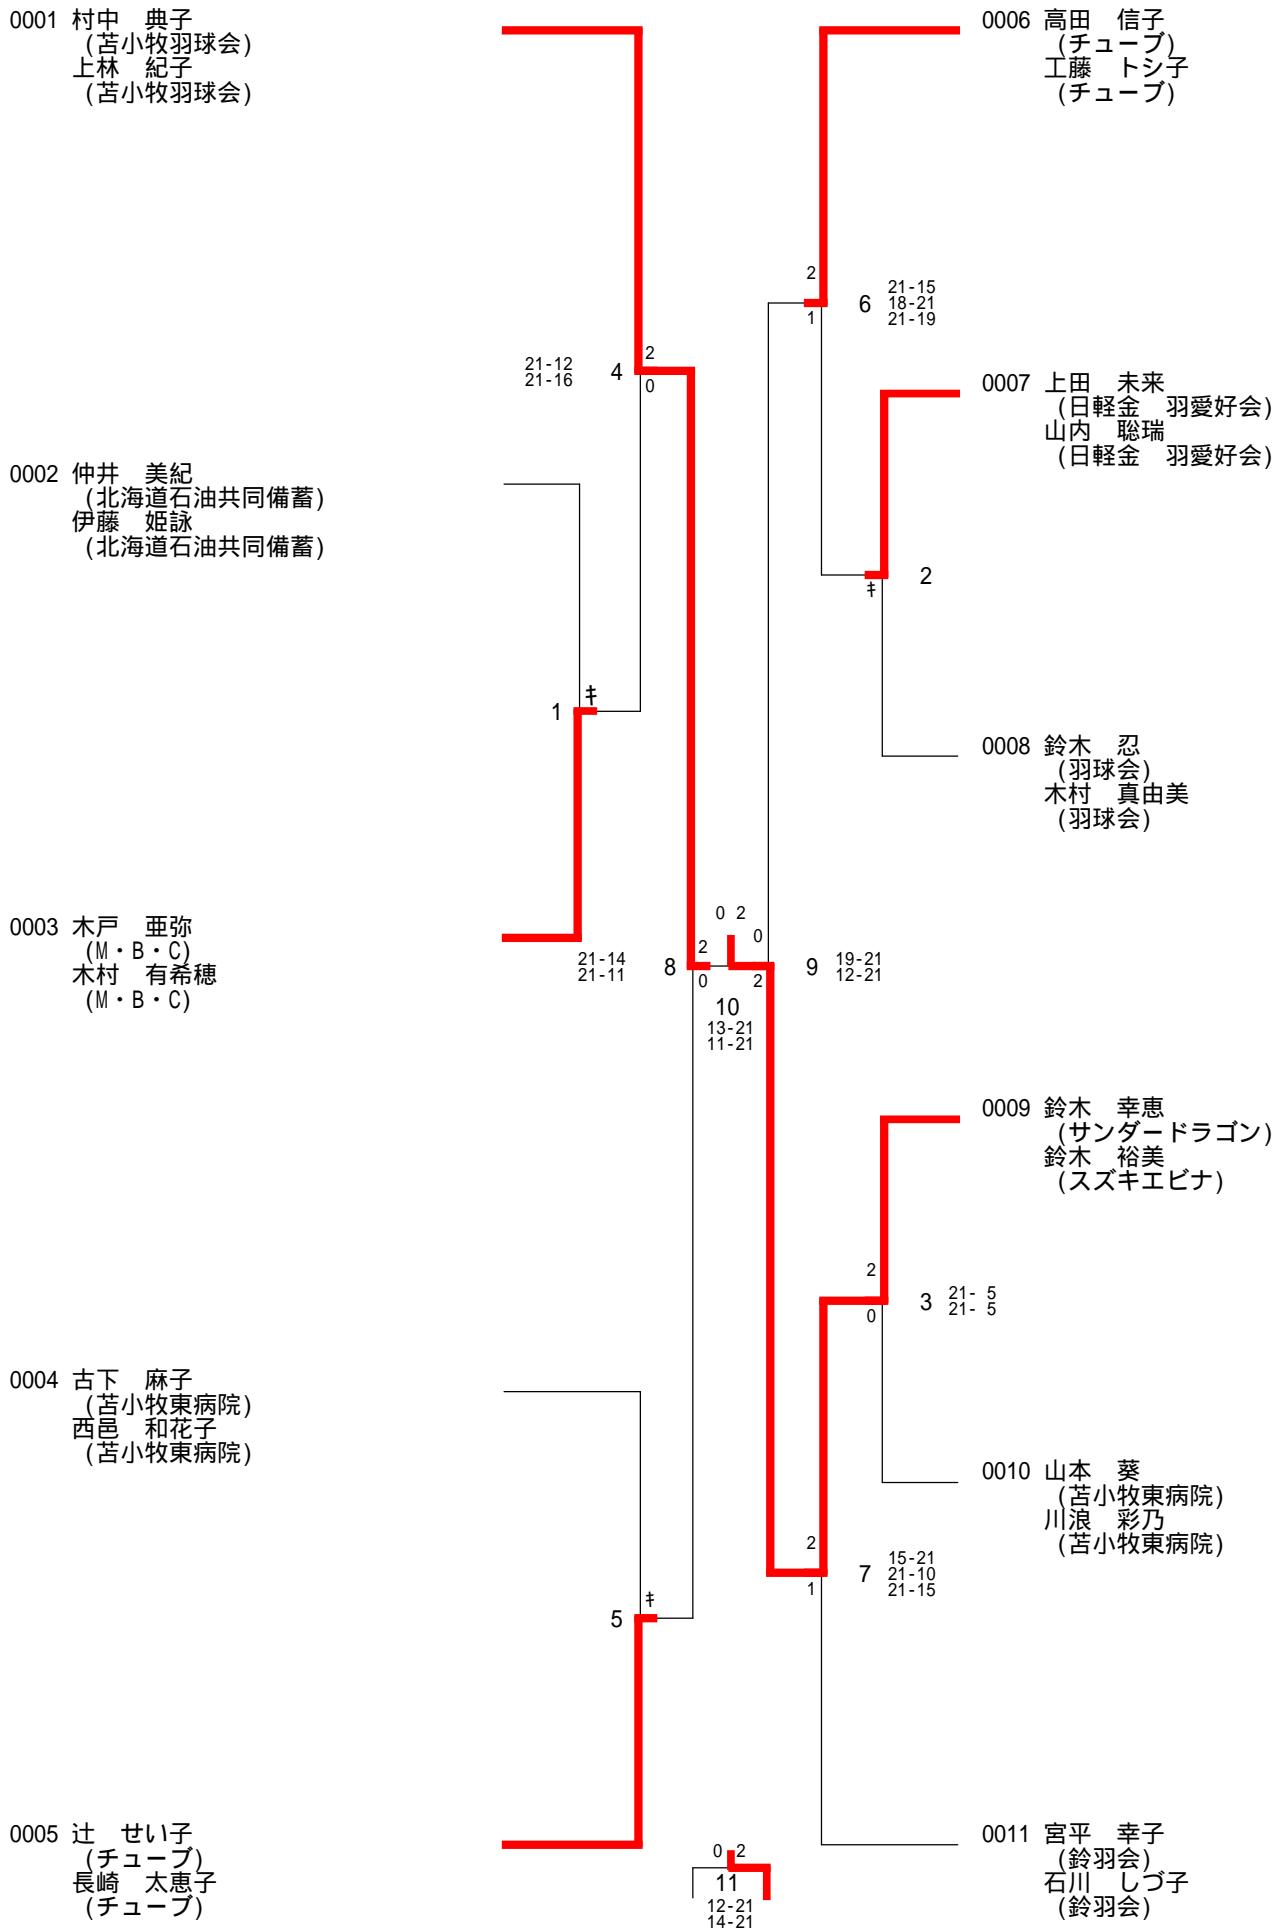 0001 村中　典子
(苫小牧羽球会)
上林　紀子
(苫小牧羽球会)
21-12
21-16
4
2
0
0002 仲井　美紀
(北海道石油共同備蓄)
伊藤　姫詠
(北海道石油共同備蓄)
1
キ
0003 木戸　亜弥
(M・B・C)
木村　有希穂
(M・B・C)
21-14
21-11
8
2
0
0004 古下　麻子
(苫小牧東病院)
西邑　和花子
(苫小牧東病院)
5
キ
0005 辻　せい子
(チューブ)
長崎　太恵子
(チューブ)
0 2
10
13-21
11-21
0 2
11
12-21
14-21
0006 高田　信子
(チューブ)
工藤　トシ子
(チューブ)
2
1
6
21-15
18-21
21-19
0007 上田　未来
(日軽金　羽愛好会)
山内　聡瑞
(日軽金　羽愛好会)
キ
2
0008 鈴木　忍
(羽球会)
木村　真由美
(羽球会)
0
2
9
19-21
12-21
0009 鈴木　幸恵
(サンダードラゴン)
鈴木　裕美
(スズキエビナ)
2
0
3
21- 5
21- 5
0010 山本　葵
(苫小牧東病院)
川浪　彩乃
(苫小牧東病院)
2
1
7
15-21
21-10
21-15
0011 宮平　幸子
(鈴羽会)
石川　しづ子
(鈴羽会)